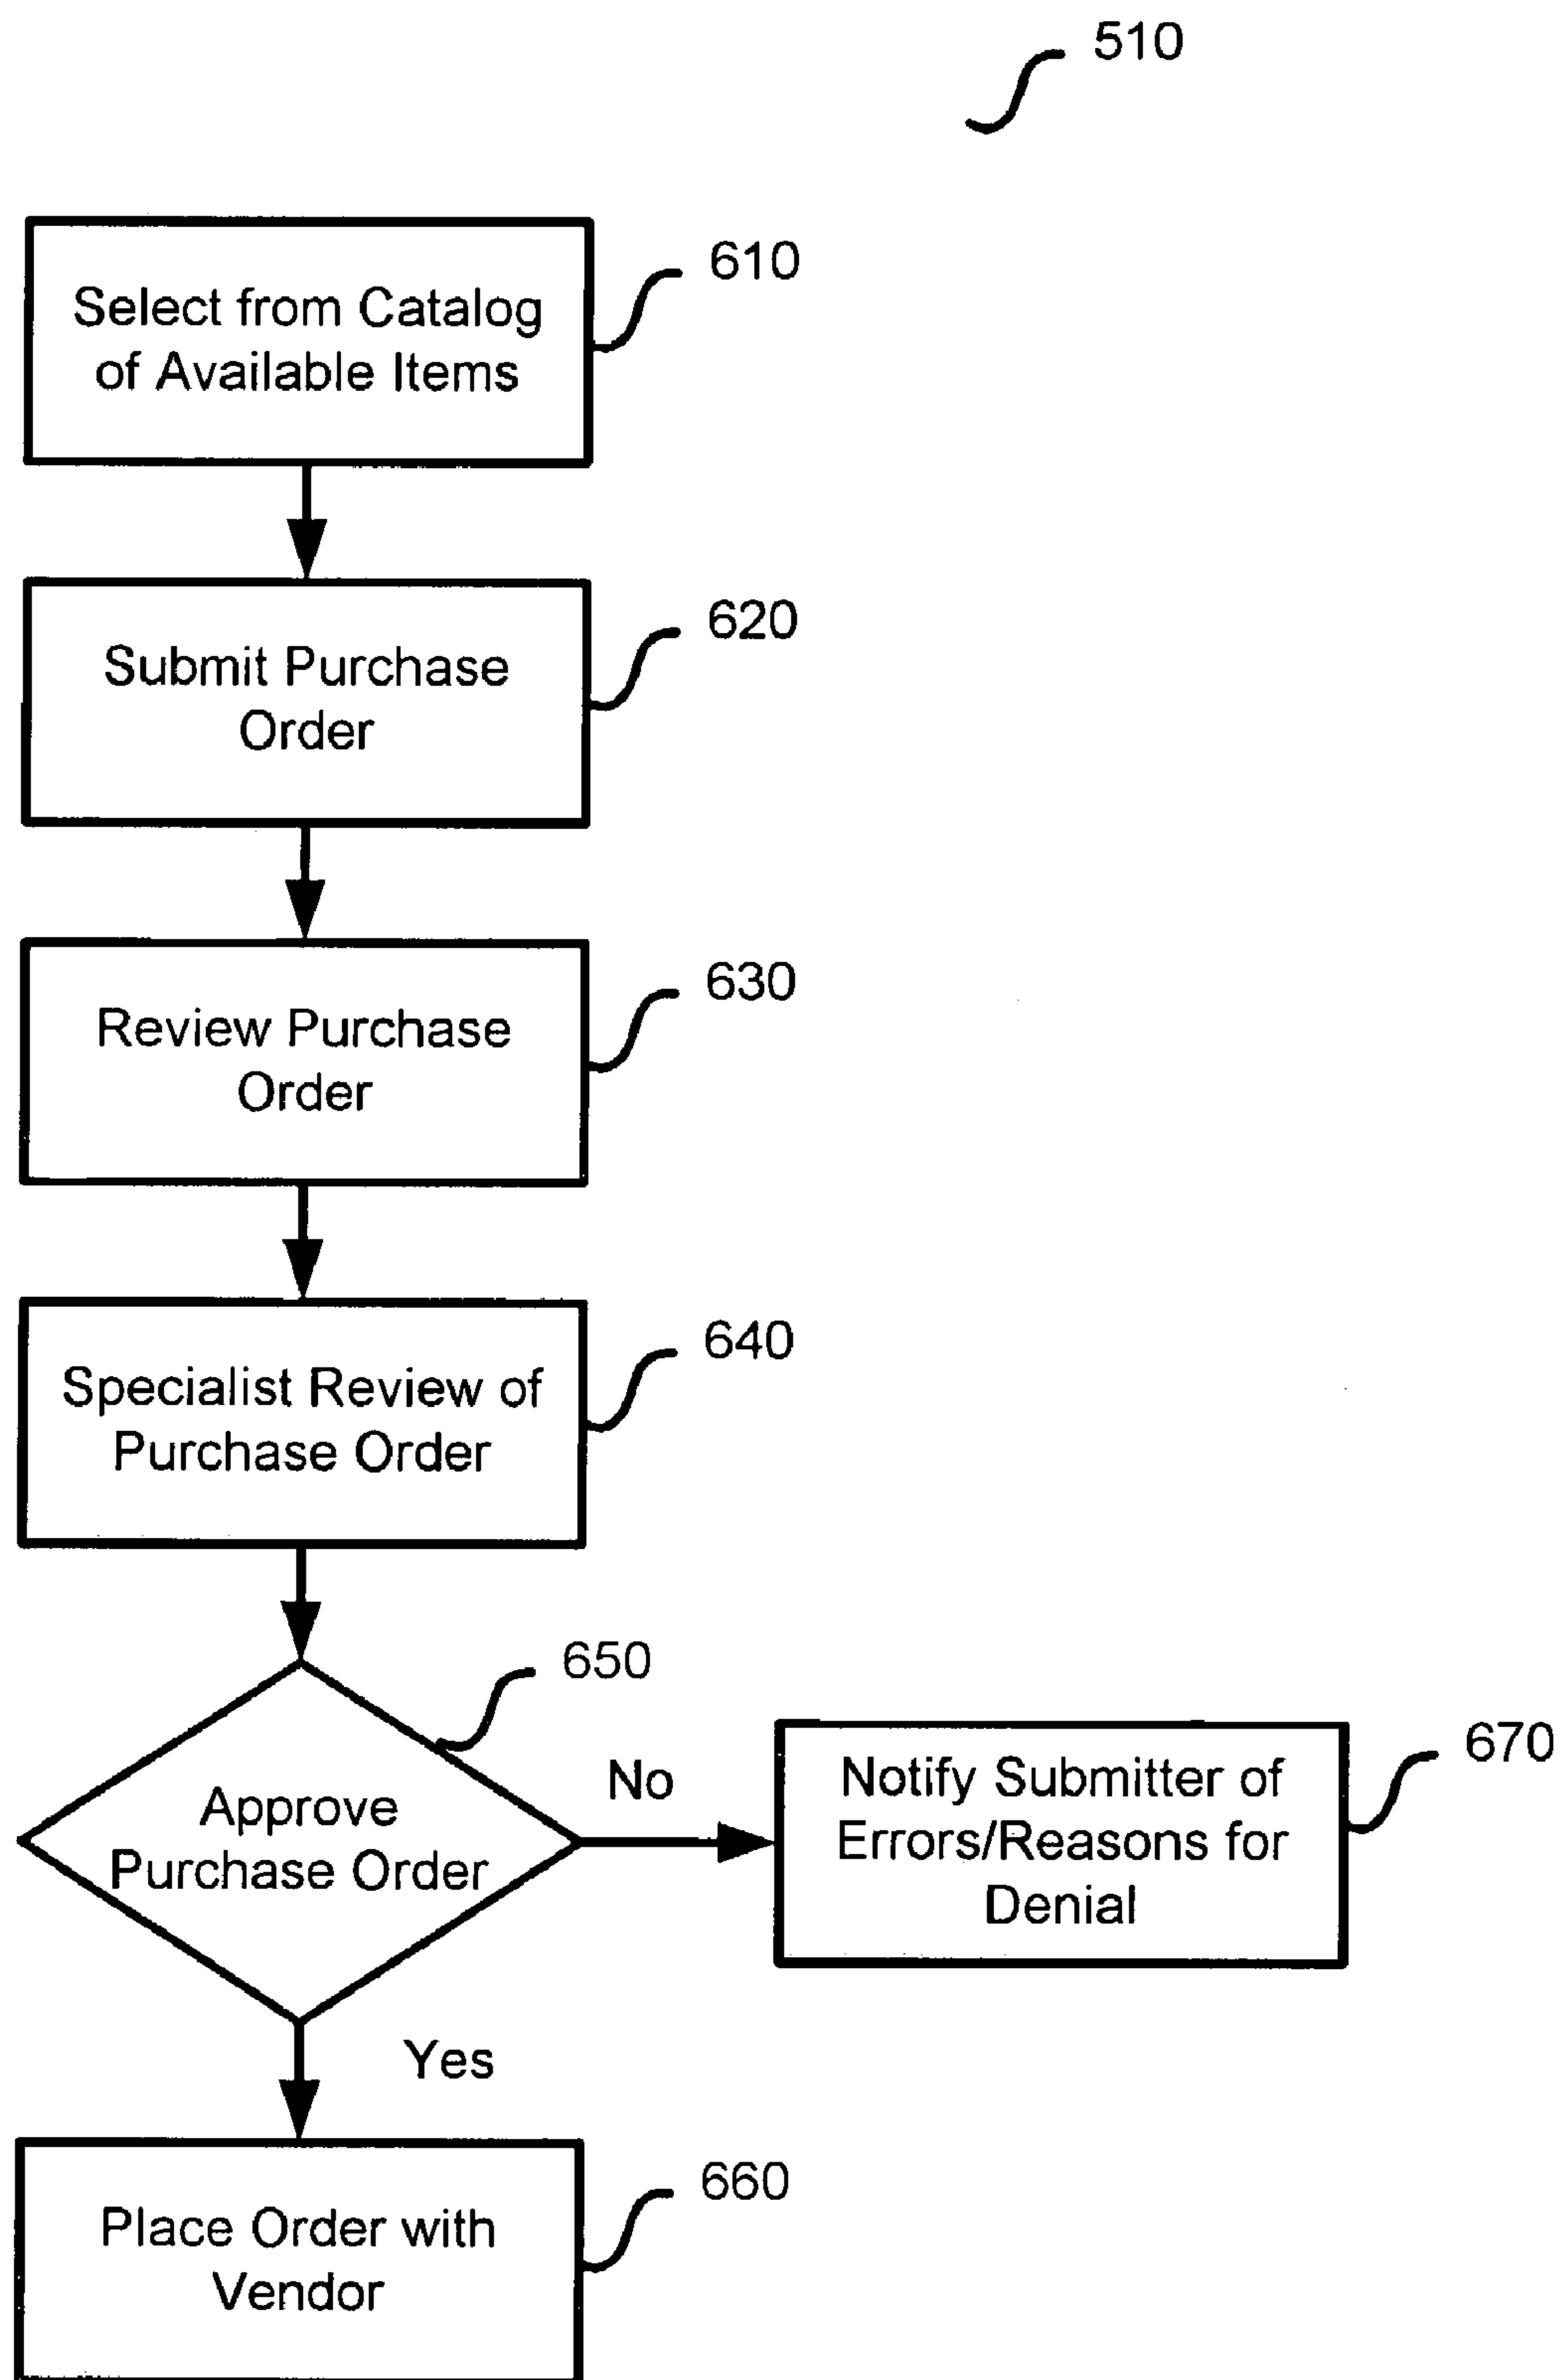 510
Select from Catalog
of Available Items
610
Submit Purchase
Order
620
Review Purchase
Order
630
Specialist Review of
Purchase Order
640
Approve
Purchase Order
650
No
Notify Submitter of
Errors/Reasons for
Denial
670
Yes
Place Order with
Vendor
660